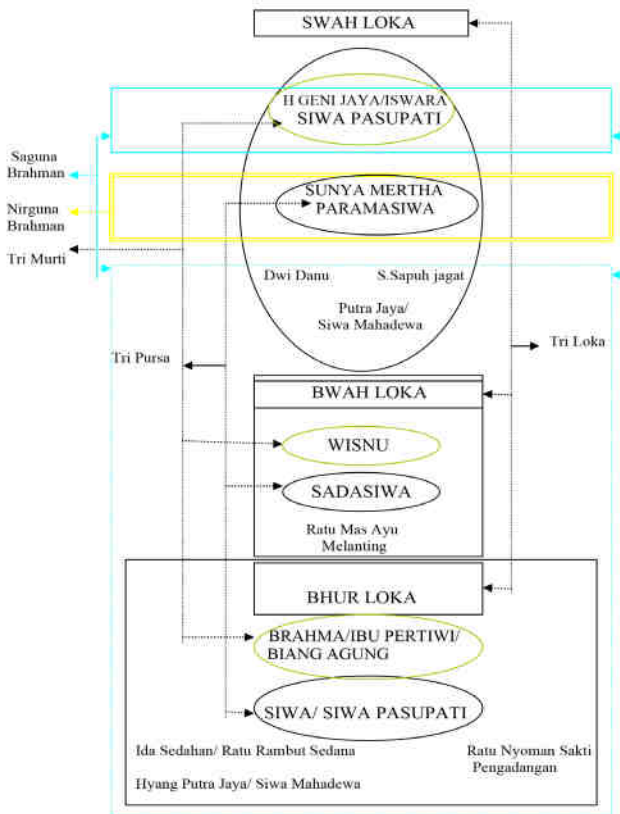 SWAH LOKA
H GENI JAYA/ISWARA
SIWA PASUPATI
Saguna
Brahman
SUNYA MERTHA
PARAMASIWA
Nirguna
Brahman
Tri Murti
Dwi Danu
S.Sapuh jagat
Putra Jaya/
Siwa Mahadewa
Tri Loka
Tri Pursa
BWAH LOKA
WISNU
SADASIWA
Ratu Mas Ayu
Melanting
BHUR LOKA
BRAHMA/IBU PERTIWI/
BIANG AGUNG
SIWA/ SIWA PASUPATI
Ida Sedahan/ Ratu Rambut Sedana
Ratu Nyoman Sakti
Pengadangan
Hyang Putra Jaya/ Siwa Mahadewa